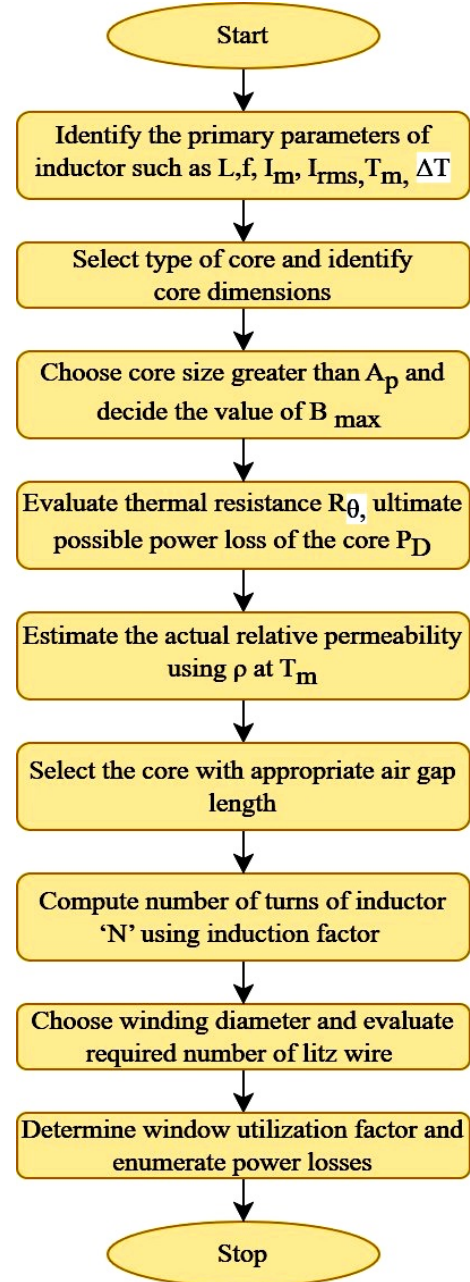 Start
Identify the primary parameters of
inductor such as L,f, Im, Irms, Tm, ΔT
Select type of core and identify
core dimensions
Choose core size greater than Ap and
decide the value of B max
Evaluate thermal resistance Rθ, ultimate
possible power loss of the core PD
Estimate the actual relative permeability
using ρ at Tm
Select the core with appropriate air gap
length
Compute number of turns of inductor
‘N’ using induction factor
Choose winding diameter and evaluate
required number of litz wire
Determine window utilization factor and
enumerate power losses
Stop